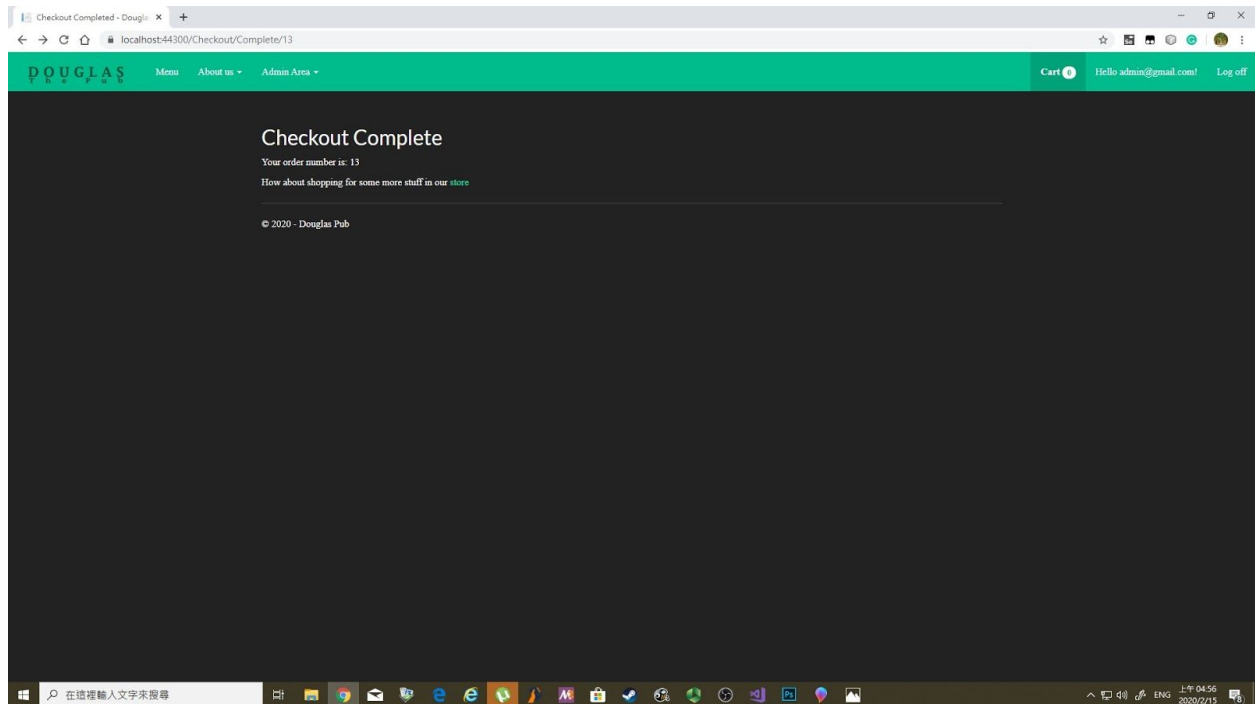 Checkout Completed - Dougla
localhost:44300/Checkout/Complete/13
DOUGLAS
The Pub
Menu
About us
Admin Area
Cart 0
Hello admin@gmail.com!
Log off
Checkout Complete
Your order number is: 13
How about shopping for some more stuff in our store
© 2020 - Douglas Pub
在這裡輸入文字來搜尋
ENG
上午 04:56
2020/2/15